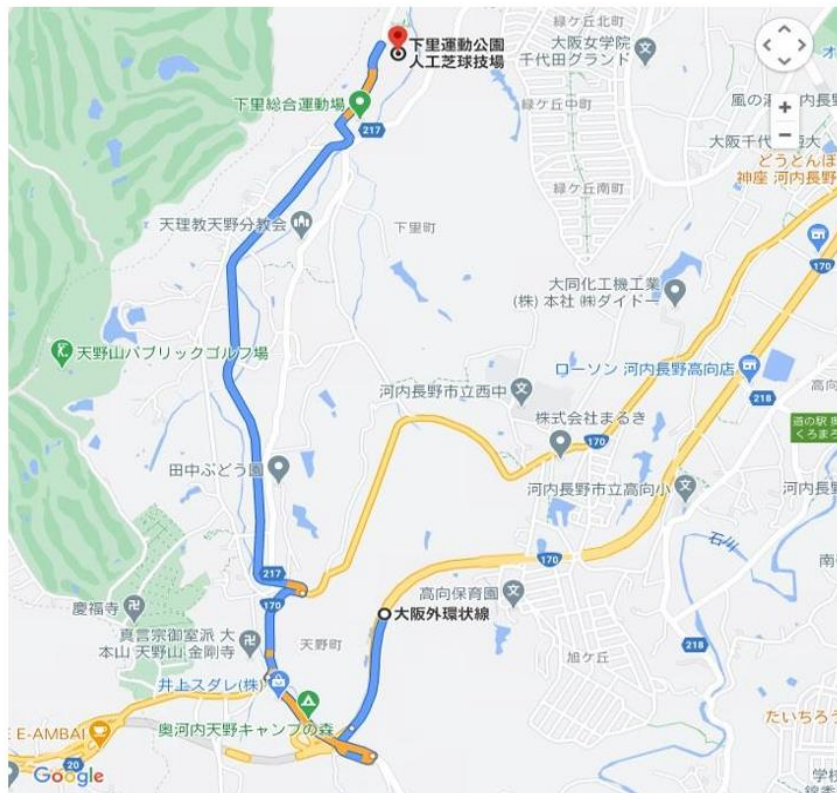 下里運動公園
人工芝球技場
大阪女学院
千代田グランド
緑ケ丘北町
緑ケ丘中町
下里総合運動場
217
大阪千代
短大
どうとんぼ
神座 河内長野
緑ケ丘南町
天理教天野分教会
下里町
170
大同化工機工業
(株) 本社 ㈱ダイドー
天野山パブリックゴルフ場
ローソン 河内長野高向店
河内長野市立西中
218
高向
株式会社まるき
170
道の駅
くろまろ
田中ぶどう園
河内長野市立高向小
河内長野
石川
217
170
170
高向保育園
慶福寺
大阪外環状線
真言宗御室派 大
本山 天野山 金剛寺
天野町
218
旭ケ丘
井上スダレ(株)
奥河内天野キャンプの森
E-AMBAI
たいちろう
20
Google
学校